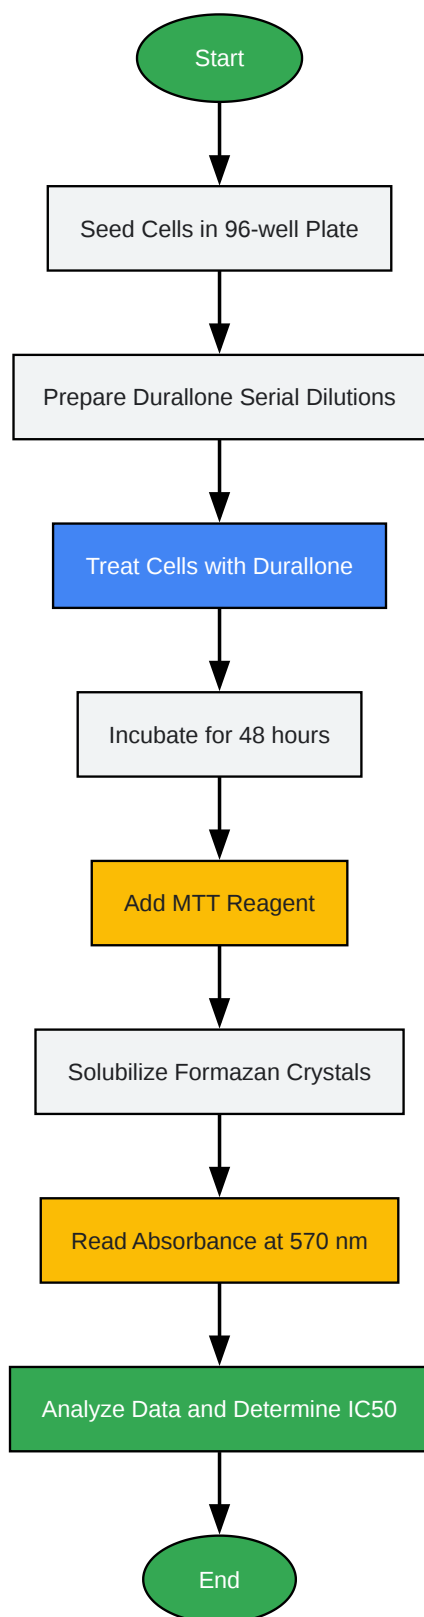 Start
Seed Cells in 96-well Plate
Prepare Durallone Serial Dilutions
Treat Cells with Durallone
Incubate for 48 hours
Add MTT Reagent
Solubilize Formazan Crystals
Read Absorbance at 570 nm
Analyze Data and Determine IC50
End